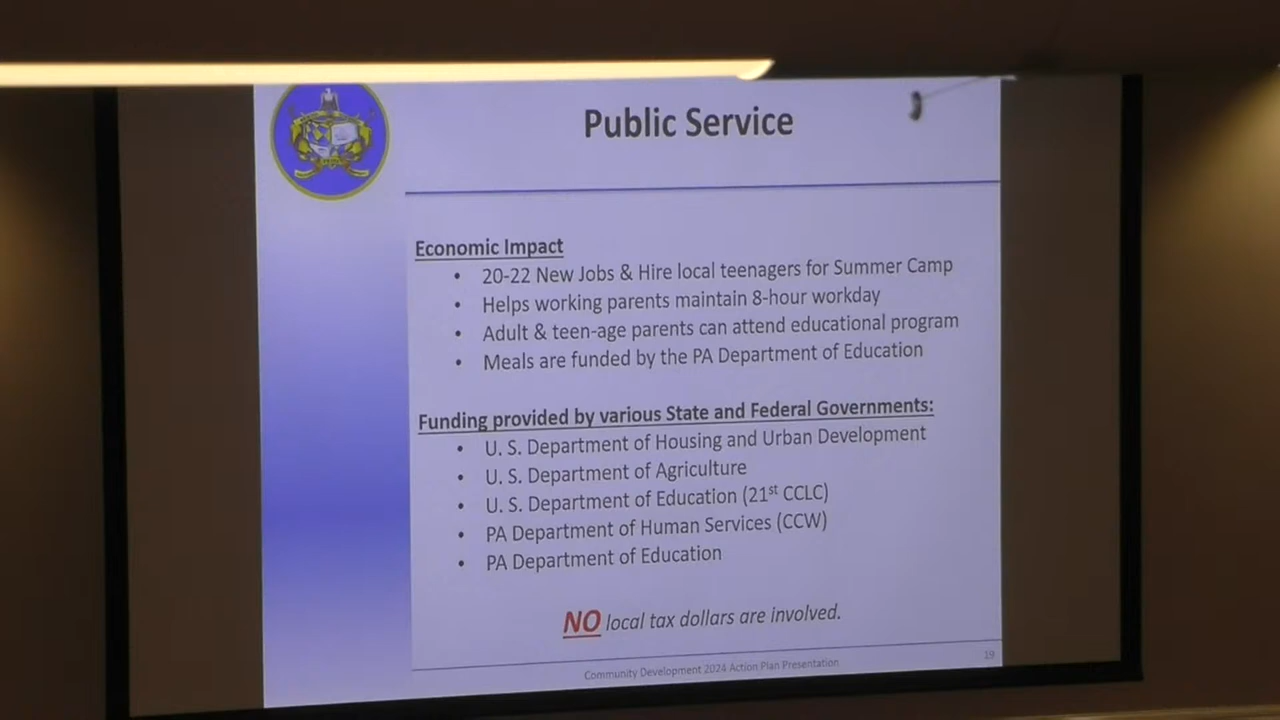 Public Service
Economic Impact
• 20-22 New Jobs & Hire local teenagers for Summer Camp
• Helps working parents maintain 8-hour workday
• Adult & teen-age parents can attend educational program
• Meals are funded by the PA Department of Education
Funding provided by various State and Federal Governments:
• U. S. Department of Housing and Urban Development
• U. S. Department of Agriculture
• U. S. Department of Education (21st CCLC)
• PA Department of Human Services (CCW)
• PA Department of Education
NO local tax dollars are involved.
Community Development 2024 Action Plan Presentation
19